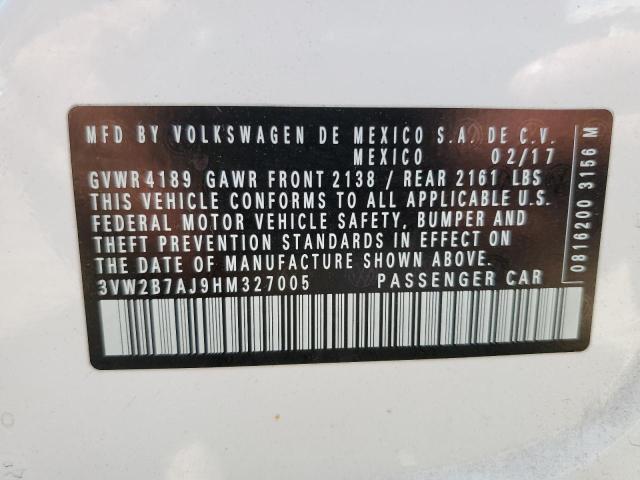 MFD BY VOLKSWAGEN DE MEXICO S.A. DE C.V.
MEXICO 02/17
GVWR 4189 GAWR FRONT 2138 / REAR 2161 LBS
THIS VEHICLE CONFORMS TO ALL APPLICABLE U.S.
FEDERAL MOTOR VEHICLE SAFETY, BUMPER AND
THEFT PREVENTION STANDARDS IN EFFECT ON
THE DATE OF MANUFACTURE SHOWN ABOVE.
3VW2B7AJ9HM327005 PASSENGER CAR
0816200 3156 M